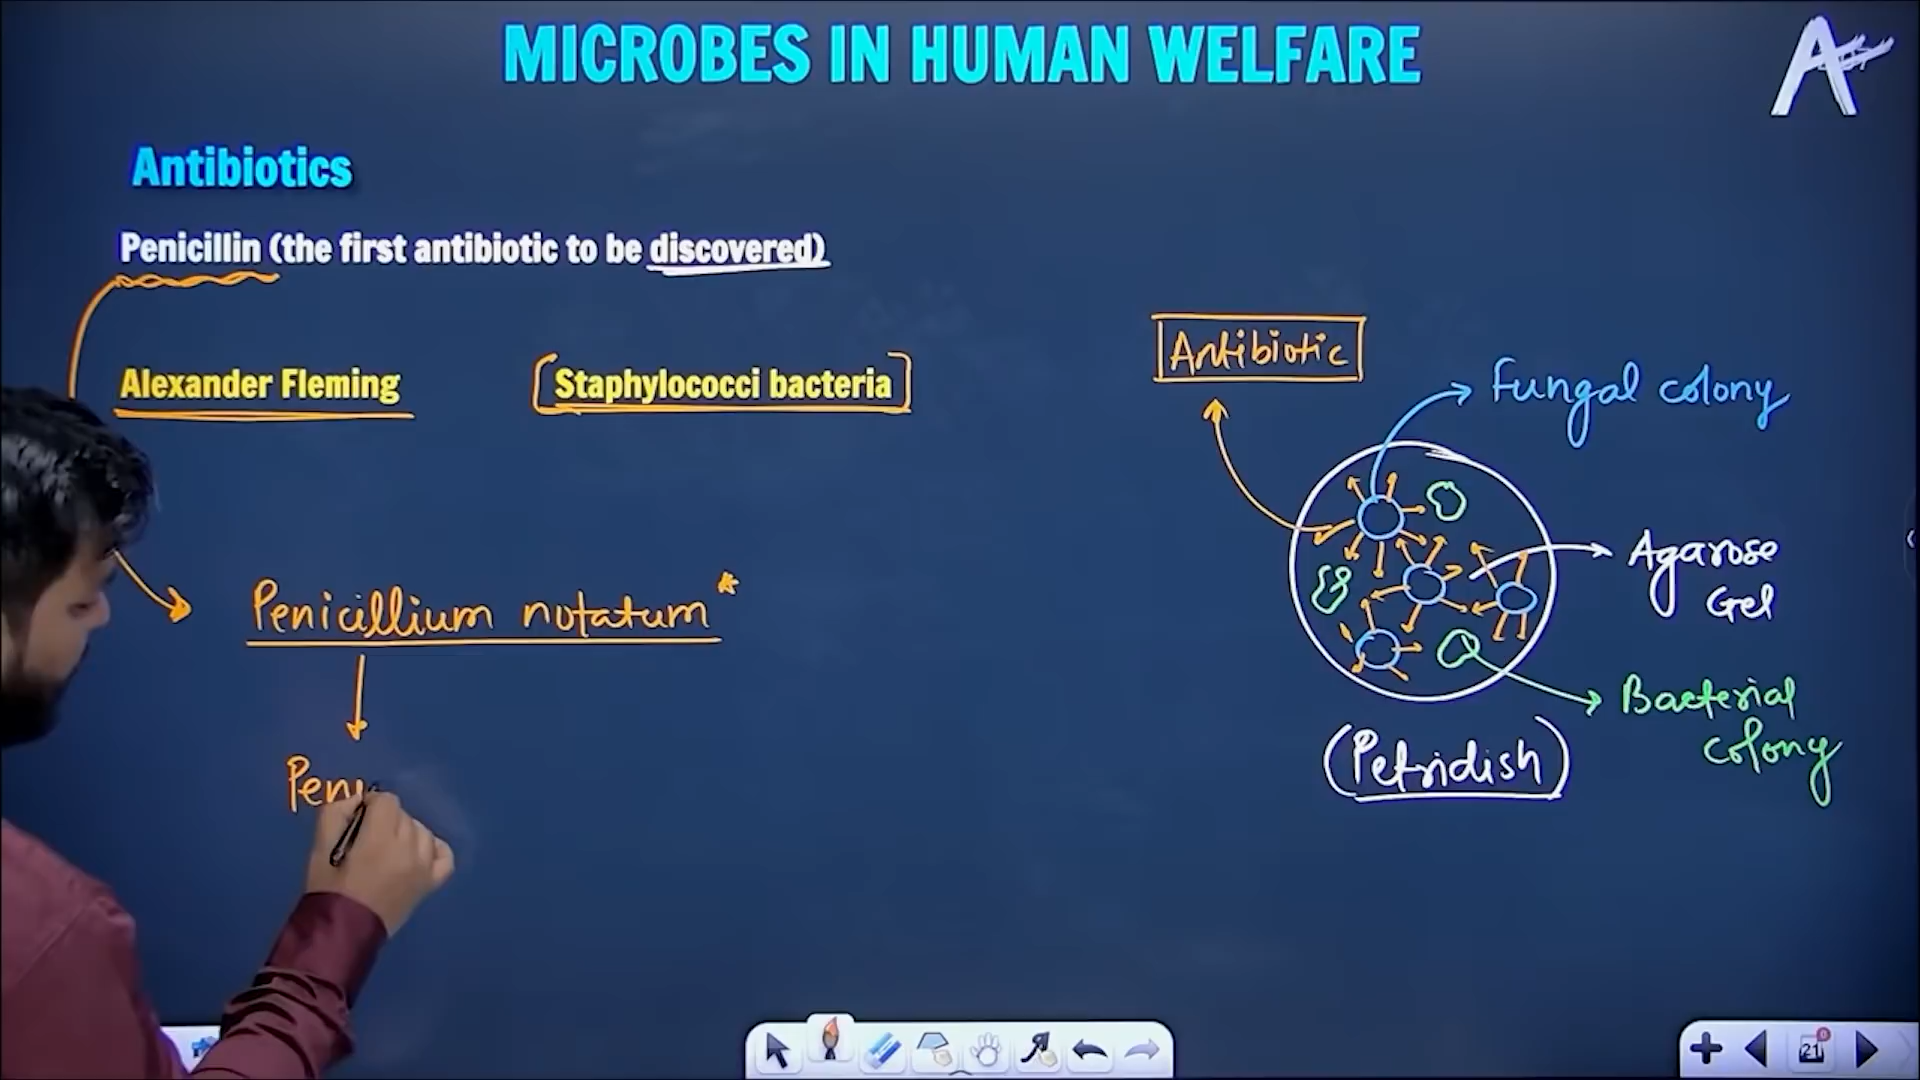 MICROBES IN HUMAN WELFARE
A+
Antibiotics
Penicillin (the first antibiotic to be discovered)
Alexander Fleming
Staphylococci bacteria
Antibiotic
Fungal colony
Agarose
Gel
Penicillium notatum*
Bacterial
colony
(Petridish)
Peni
21